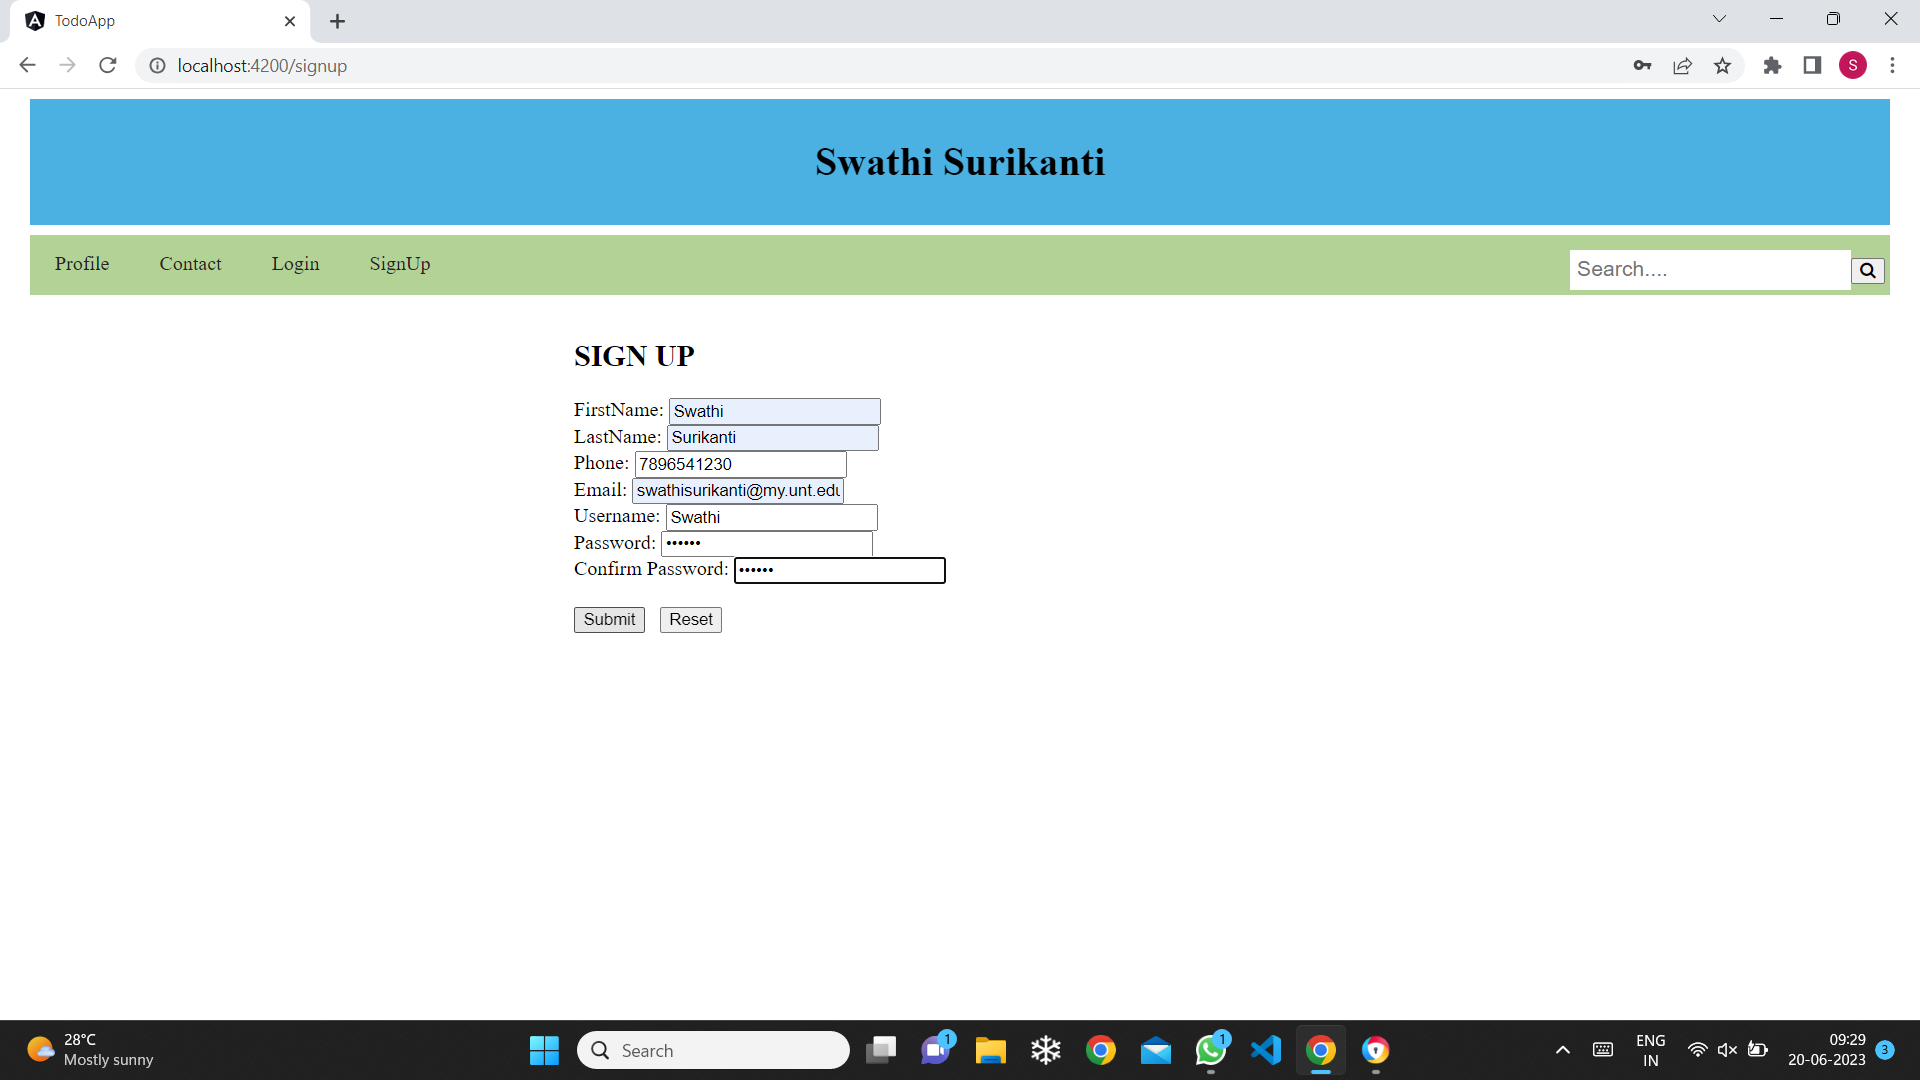 TodoApp
localhost:4200/signup
S
Swathi Surikanti
Profile Contact Login SignUp Search....
SIGN UP
FirstName: Swathi
LastName: Surikanti
Phone: 7896541230
Email: swathisurikanti@my.unt.edu
Username: Swathi
Password: ••••••
Confirm Password: ••••••
Submit Reset
28°C
Mostly sunny
Search
1
1
ENG
IN
09:29
20-06-2023
3